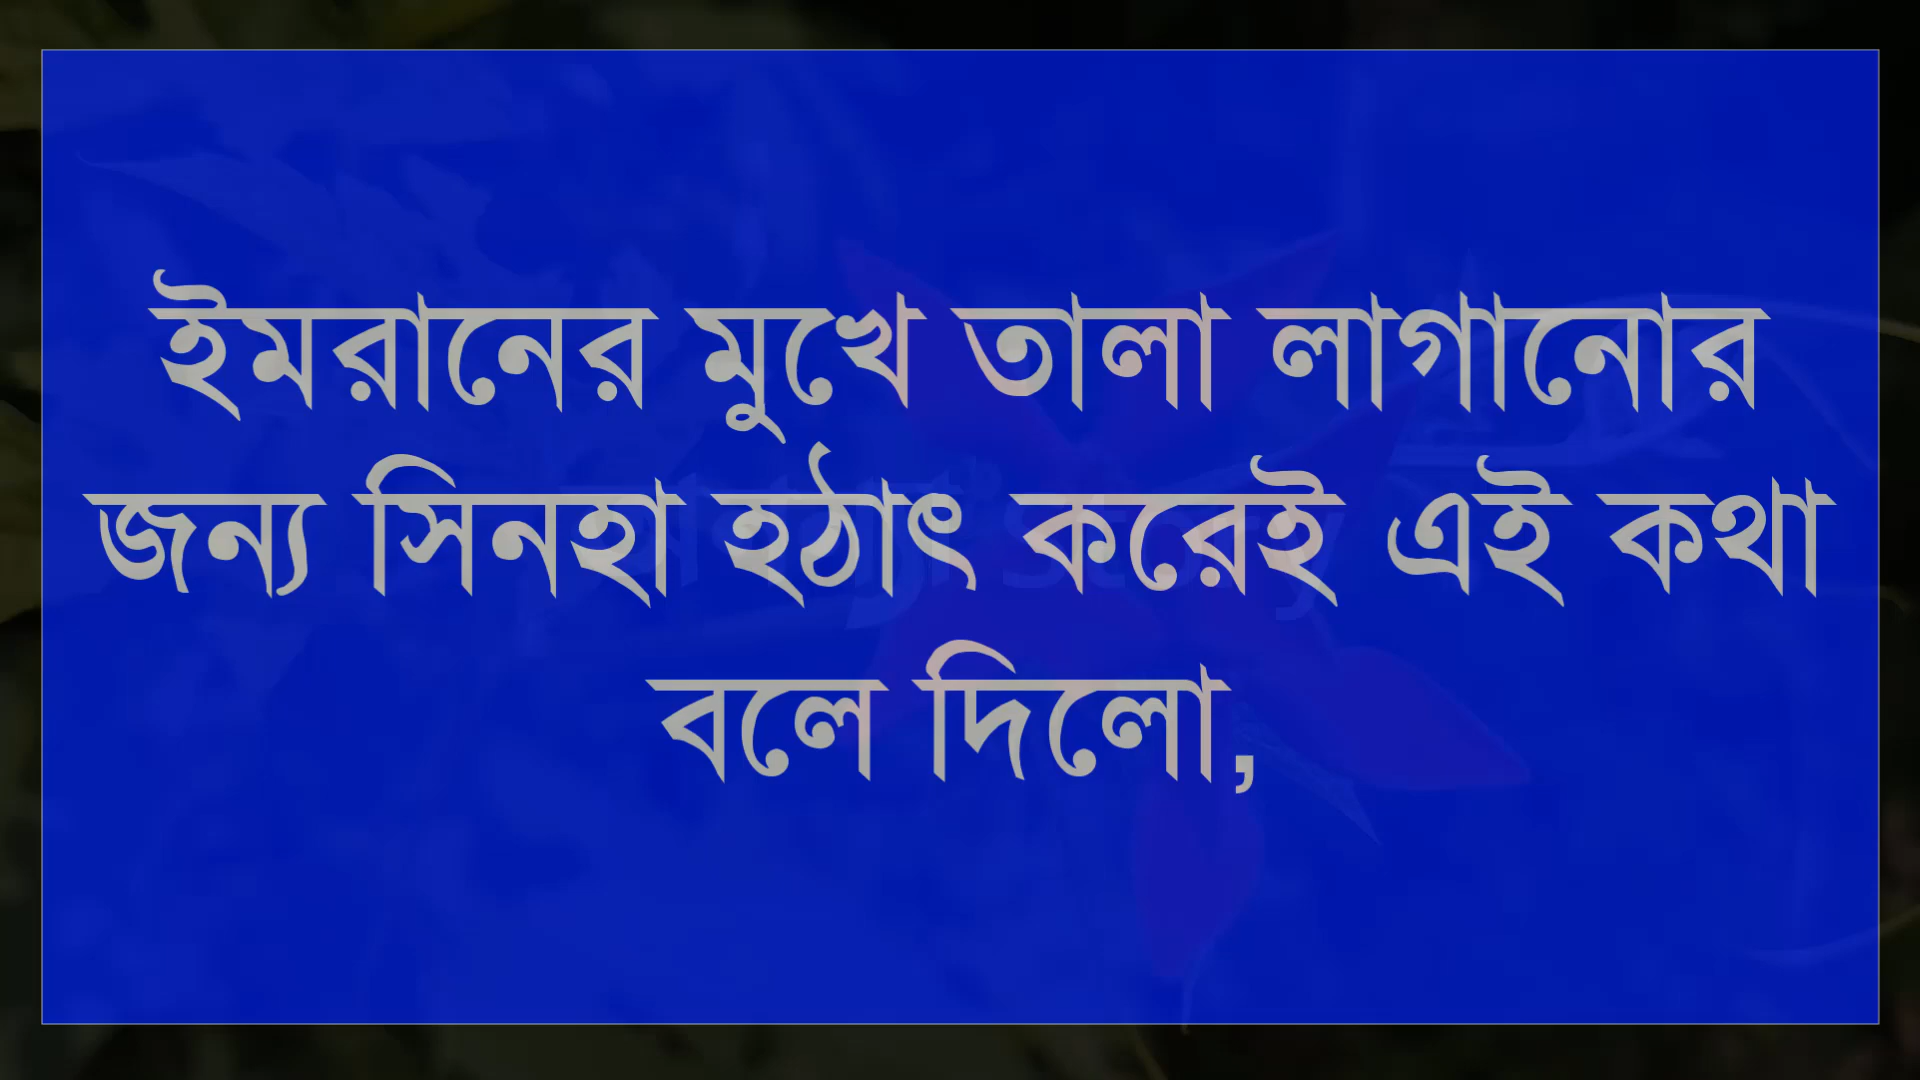 ইমরানের মুখে তালা লাগানোর
জন্য সিনহা হঠাৎ করেই এই কথা
বলে দিলো,